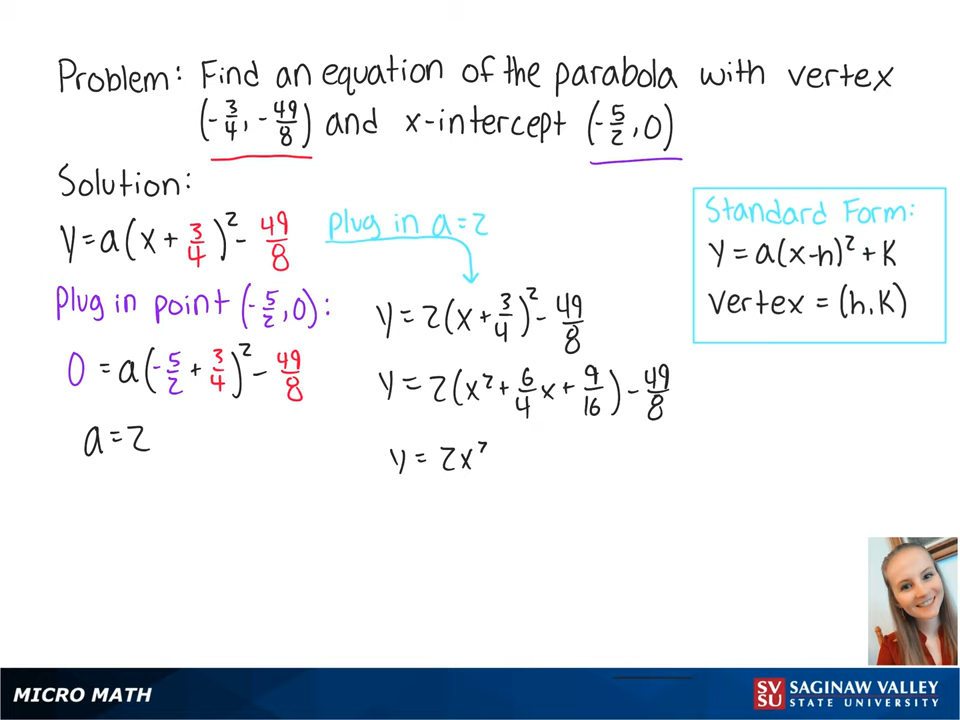 Problem: Find an equation of the parabola with vertex
(-3/4, -49/8) and x-intercept (-5/2, 0)
Solution:
y = a(x + 3/4)² - 49/8
Plug in point (-5/2, 0):
0 = a(-5/2 + 3/4)² - 49/8
a = 2
Plug in a = 2
y = 2(x + 3/4)² - 49/8
y = 2(x² + 6/4x + 9/16) - 49/8
y = 2x²
Standard Form:
y = a(x-h)² + K
vertex = (h, K)
MICRO MATH
SV
SU
SAGINAW VALLEY
STATE UNIVERSITY